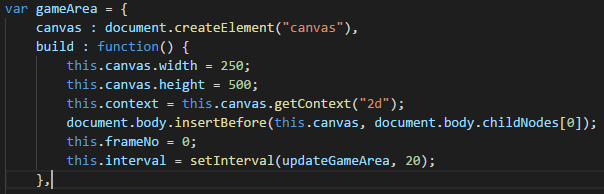 var gameArea = {
    canvas : document.createElement("canvas"),
    build : function() {
        this.canvas.width = 250;
        this.canvas.height = 500;
        this.context = this.canvas.getContext("2d");
        document.body.insertBefore(this.canvas, document.body.childNodes[0]);
        this.frameNo = 0;
        this.interval = setInterval(updateGameArea, 20);
    },